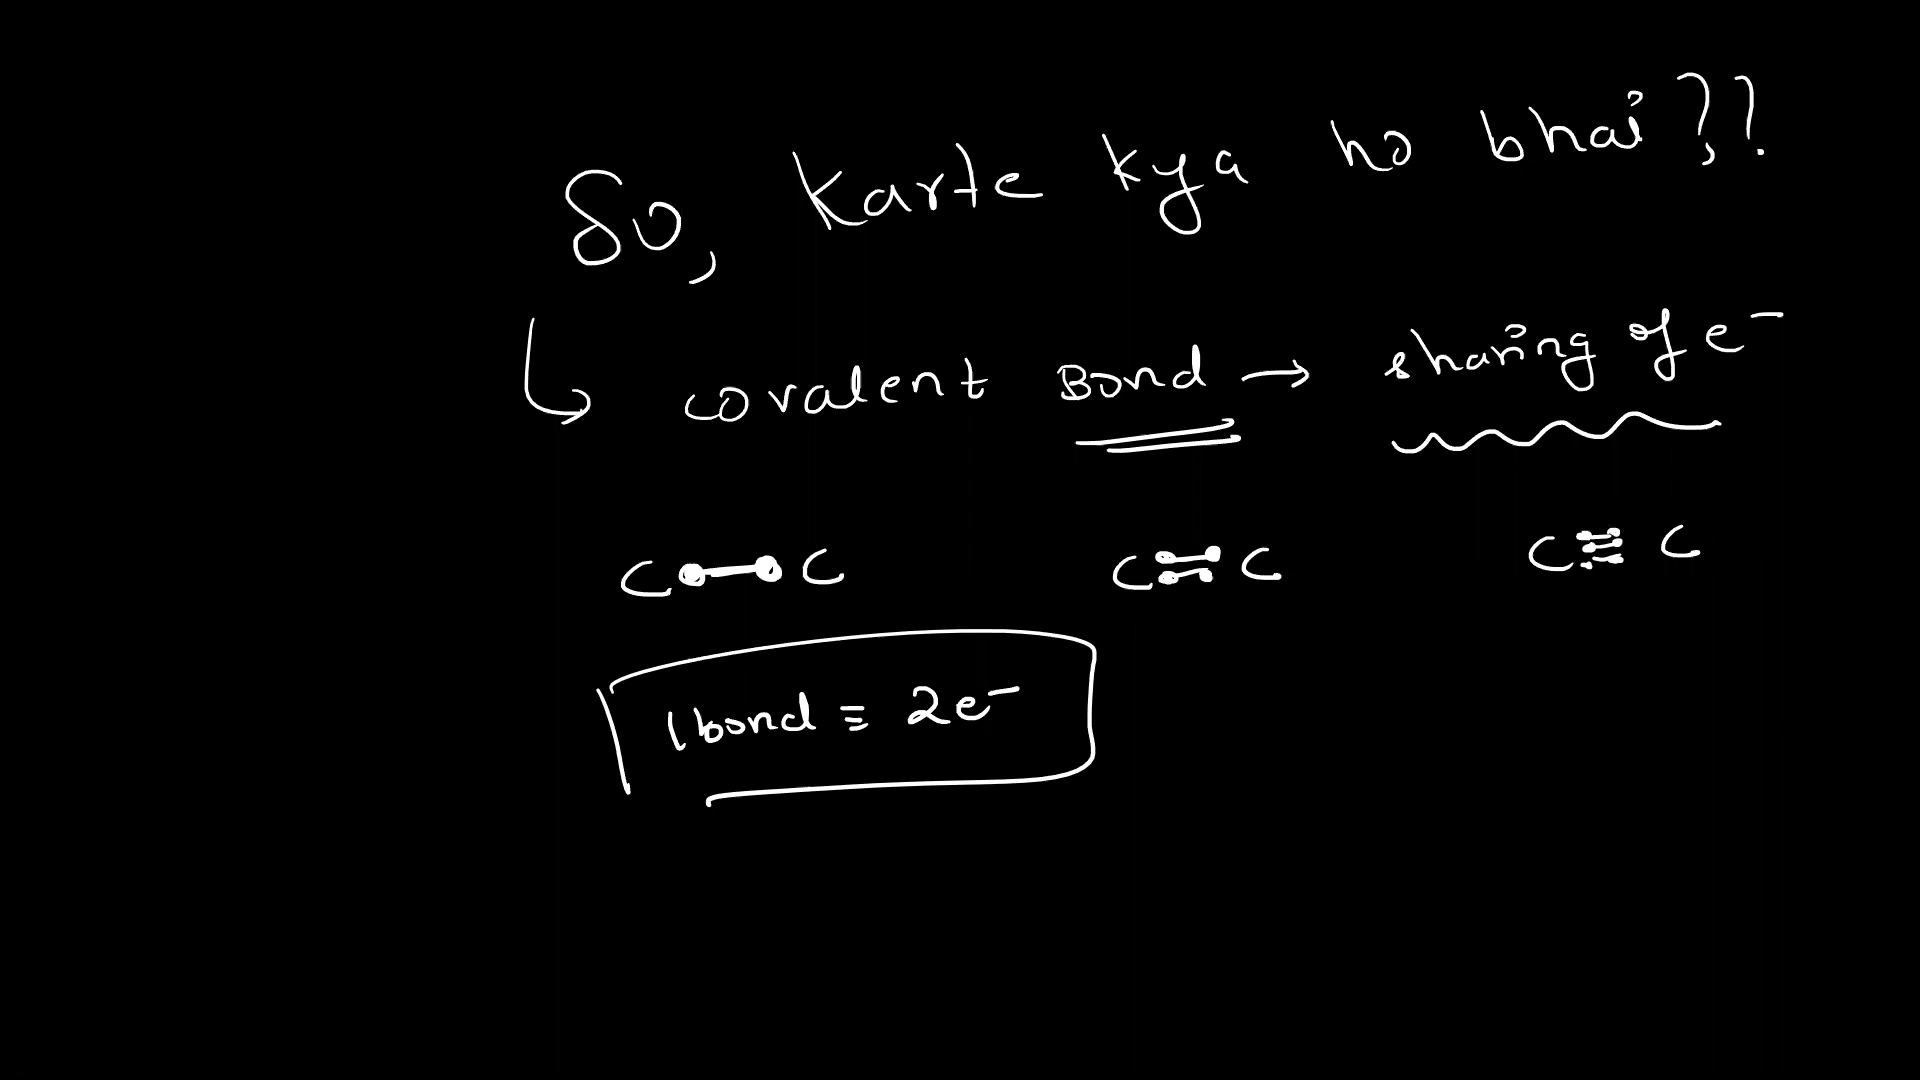 So, Karte kya ho bhai??
↳ covalent Bond → sharing of e⁻
C-C C=C C≡C
1 bond ≡ 2e⁻